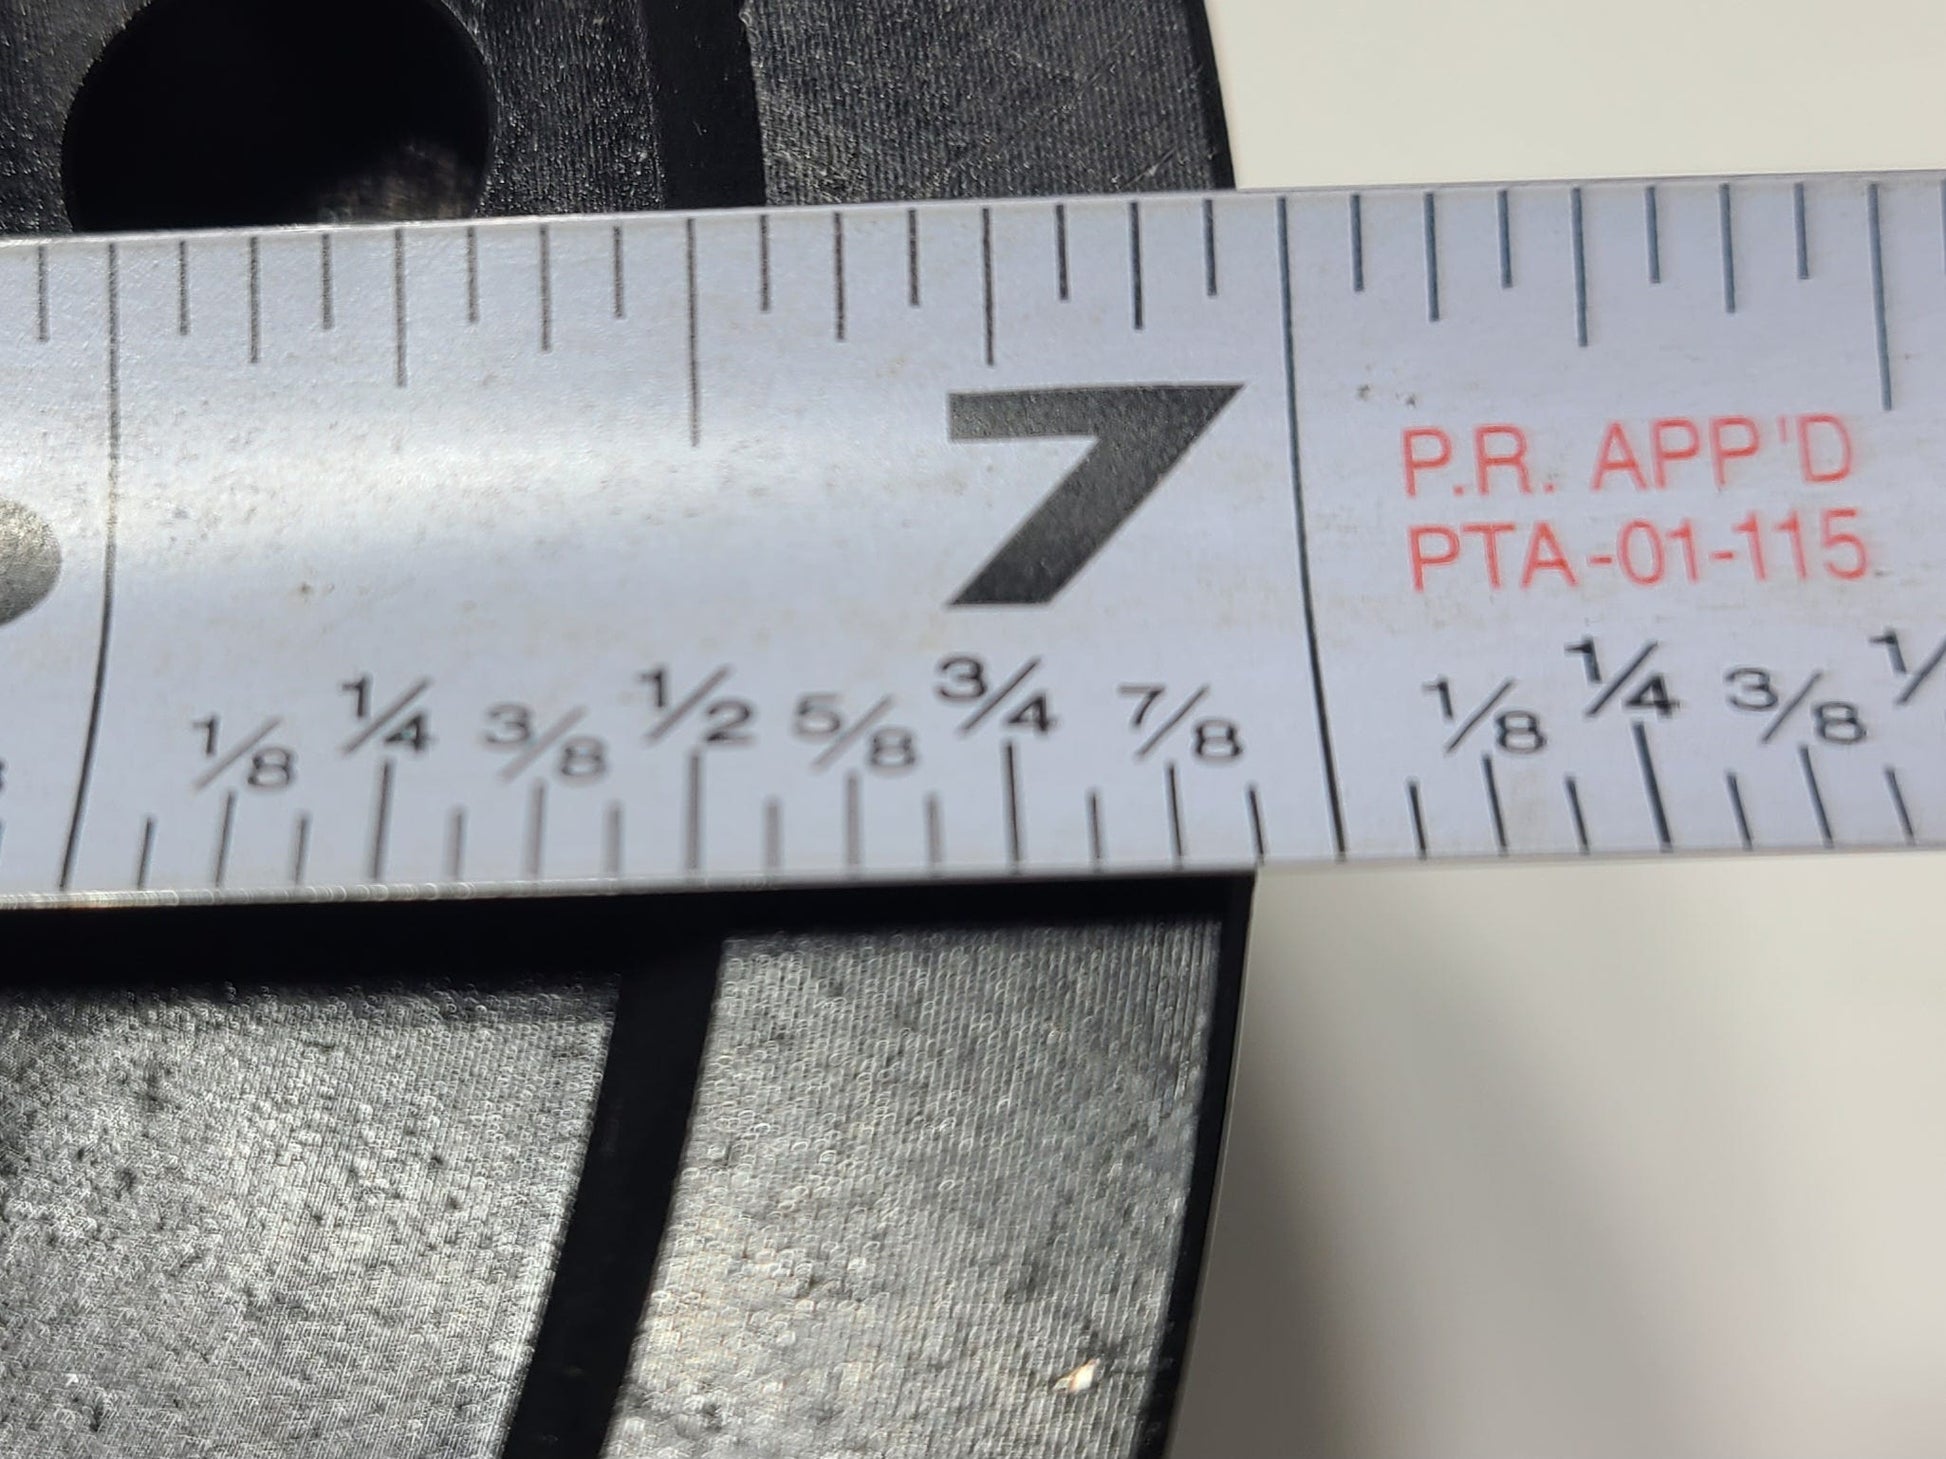 7
P.R. APP'D
PTA-01-115
1/8 1/4 3/8 1/2 5/8 3/4 7/8 1/8 1/4 3/8